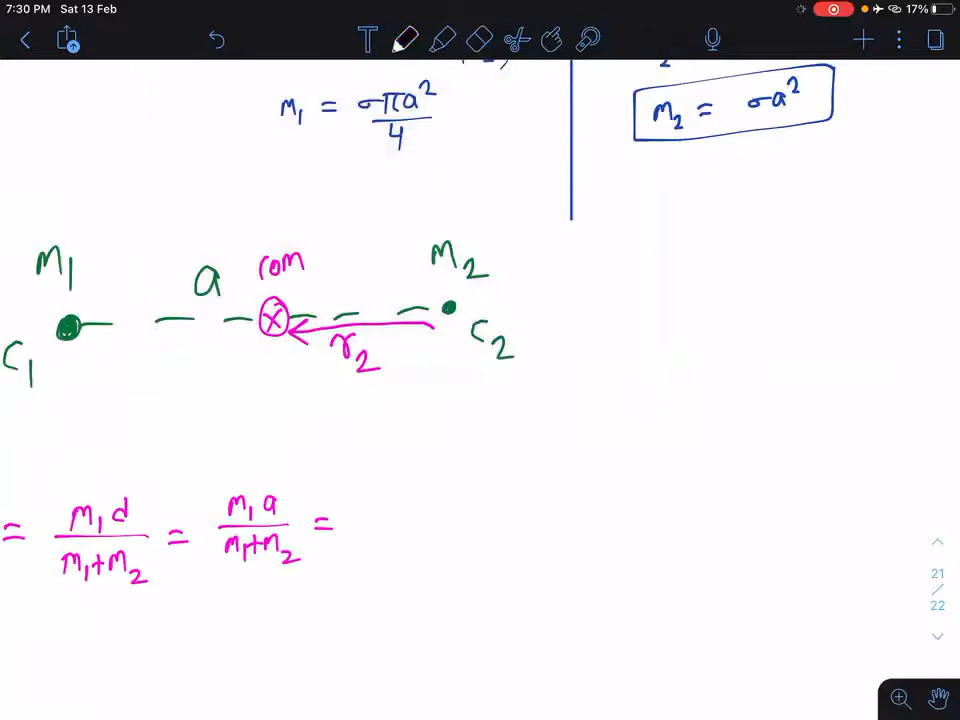 7:30 PM Sat 13 Feb 17%
m₁ = σπa²/4
m₂ = σa²
M₁ a com M₂
C₁ r₂ C₂
= m₁d/(m₁+m₂) = m₁a/(m₁+m₂) =
21
/
22